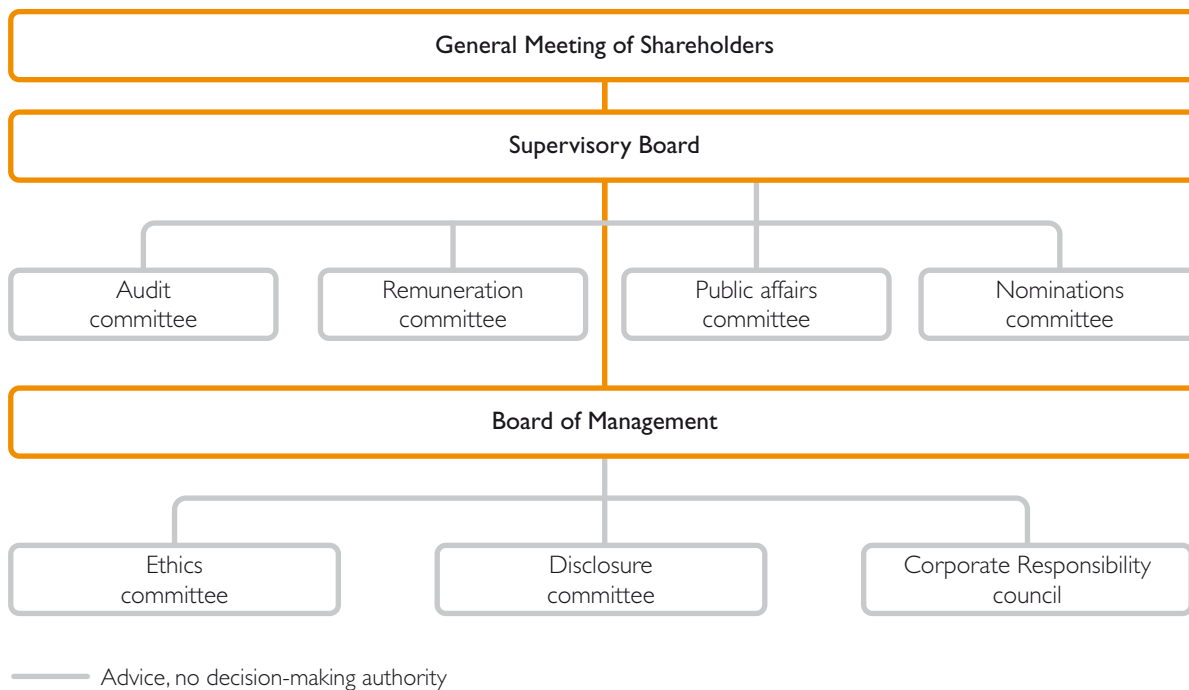 General Meeting of Shareholders
Supervisory Board
Audit
committee
Remuneration
committee
Public affairs
committee
Nominations
committee
Board of Management
Ethics
committee
Disclosure
committee
Corporate Responsibility
council
Advice, no decision-making authority